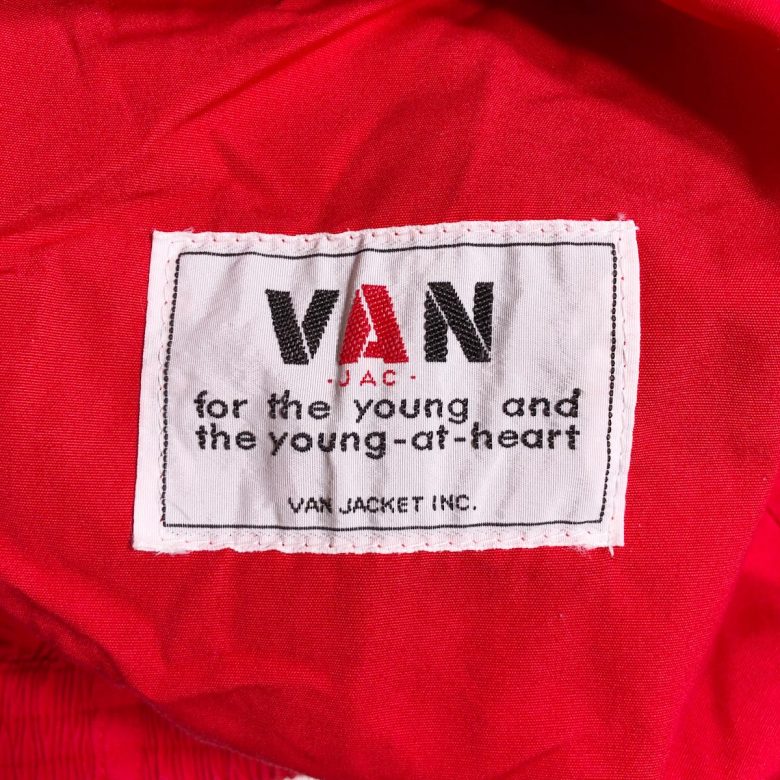 VAN
- JAC -
for the young and
the young-at-heart
VAN JACKET INC.